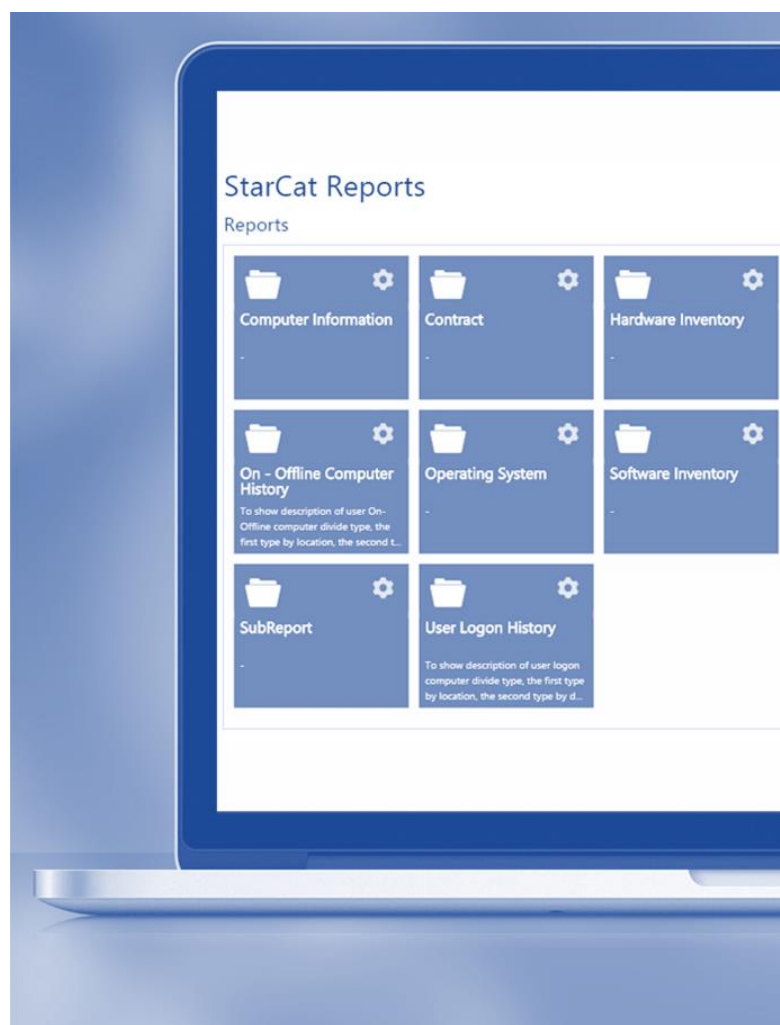 StarCat Reports
Reports
Computer Information
-
Contract
-
Hardware Inventory
-
On - Offline Computer
History
To show description of user On-
Offline computer divide type, the
first type by location, the second t...
Operating System
-
Software Inventory
-
SubReport
-
User Logon History
To show description of user logon
computer divide type, the first type
by location, the second type by d...